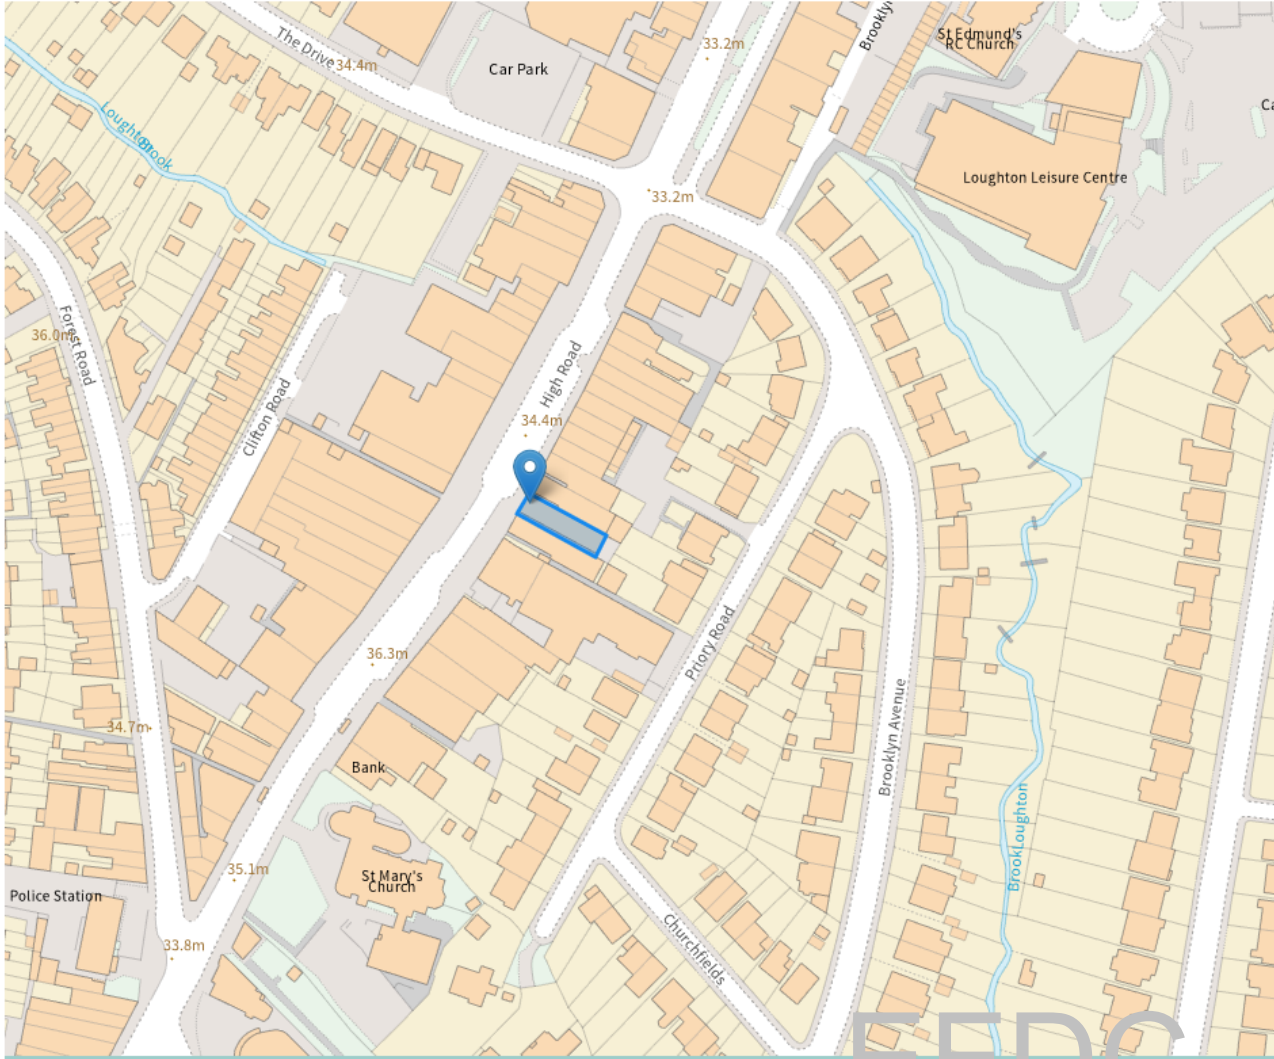 The Drive
34.4m
Car Park
33.2m
Brooklyn
St Edmund's
RC Church
Ca
Loughton
Brook
Loughton Leisure Centre
33.2m
36.0m
Forest Road
Clifton Road
High Road
34.4m
36.3m
Priory Road
Brooklyn Avenue
34.7m
Bank
Brook
Loughton
35.1m
St Mary's
Church
Police Station
33.8m
Churchfields
EFDC